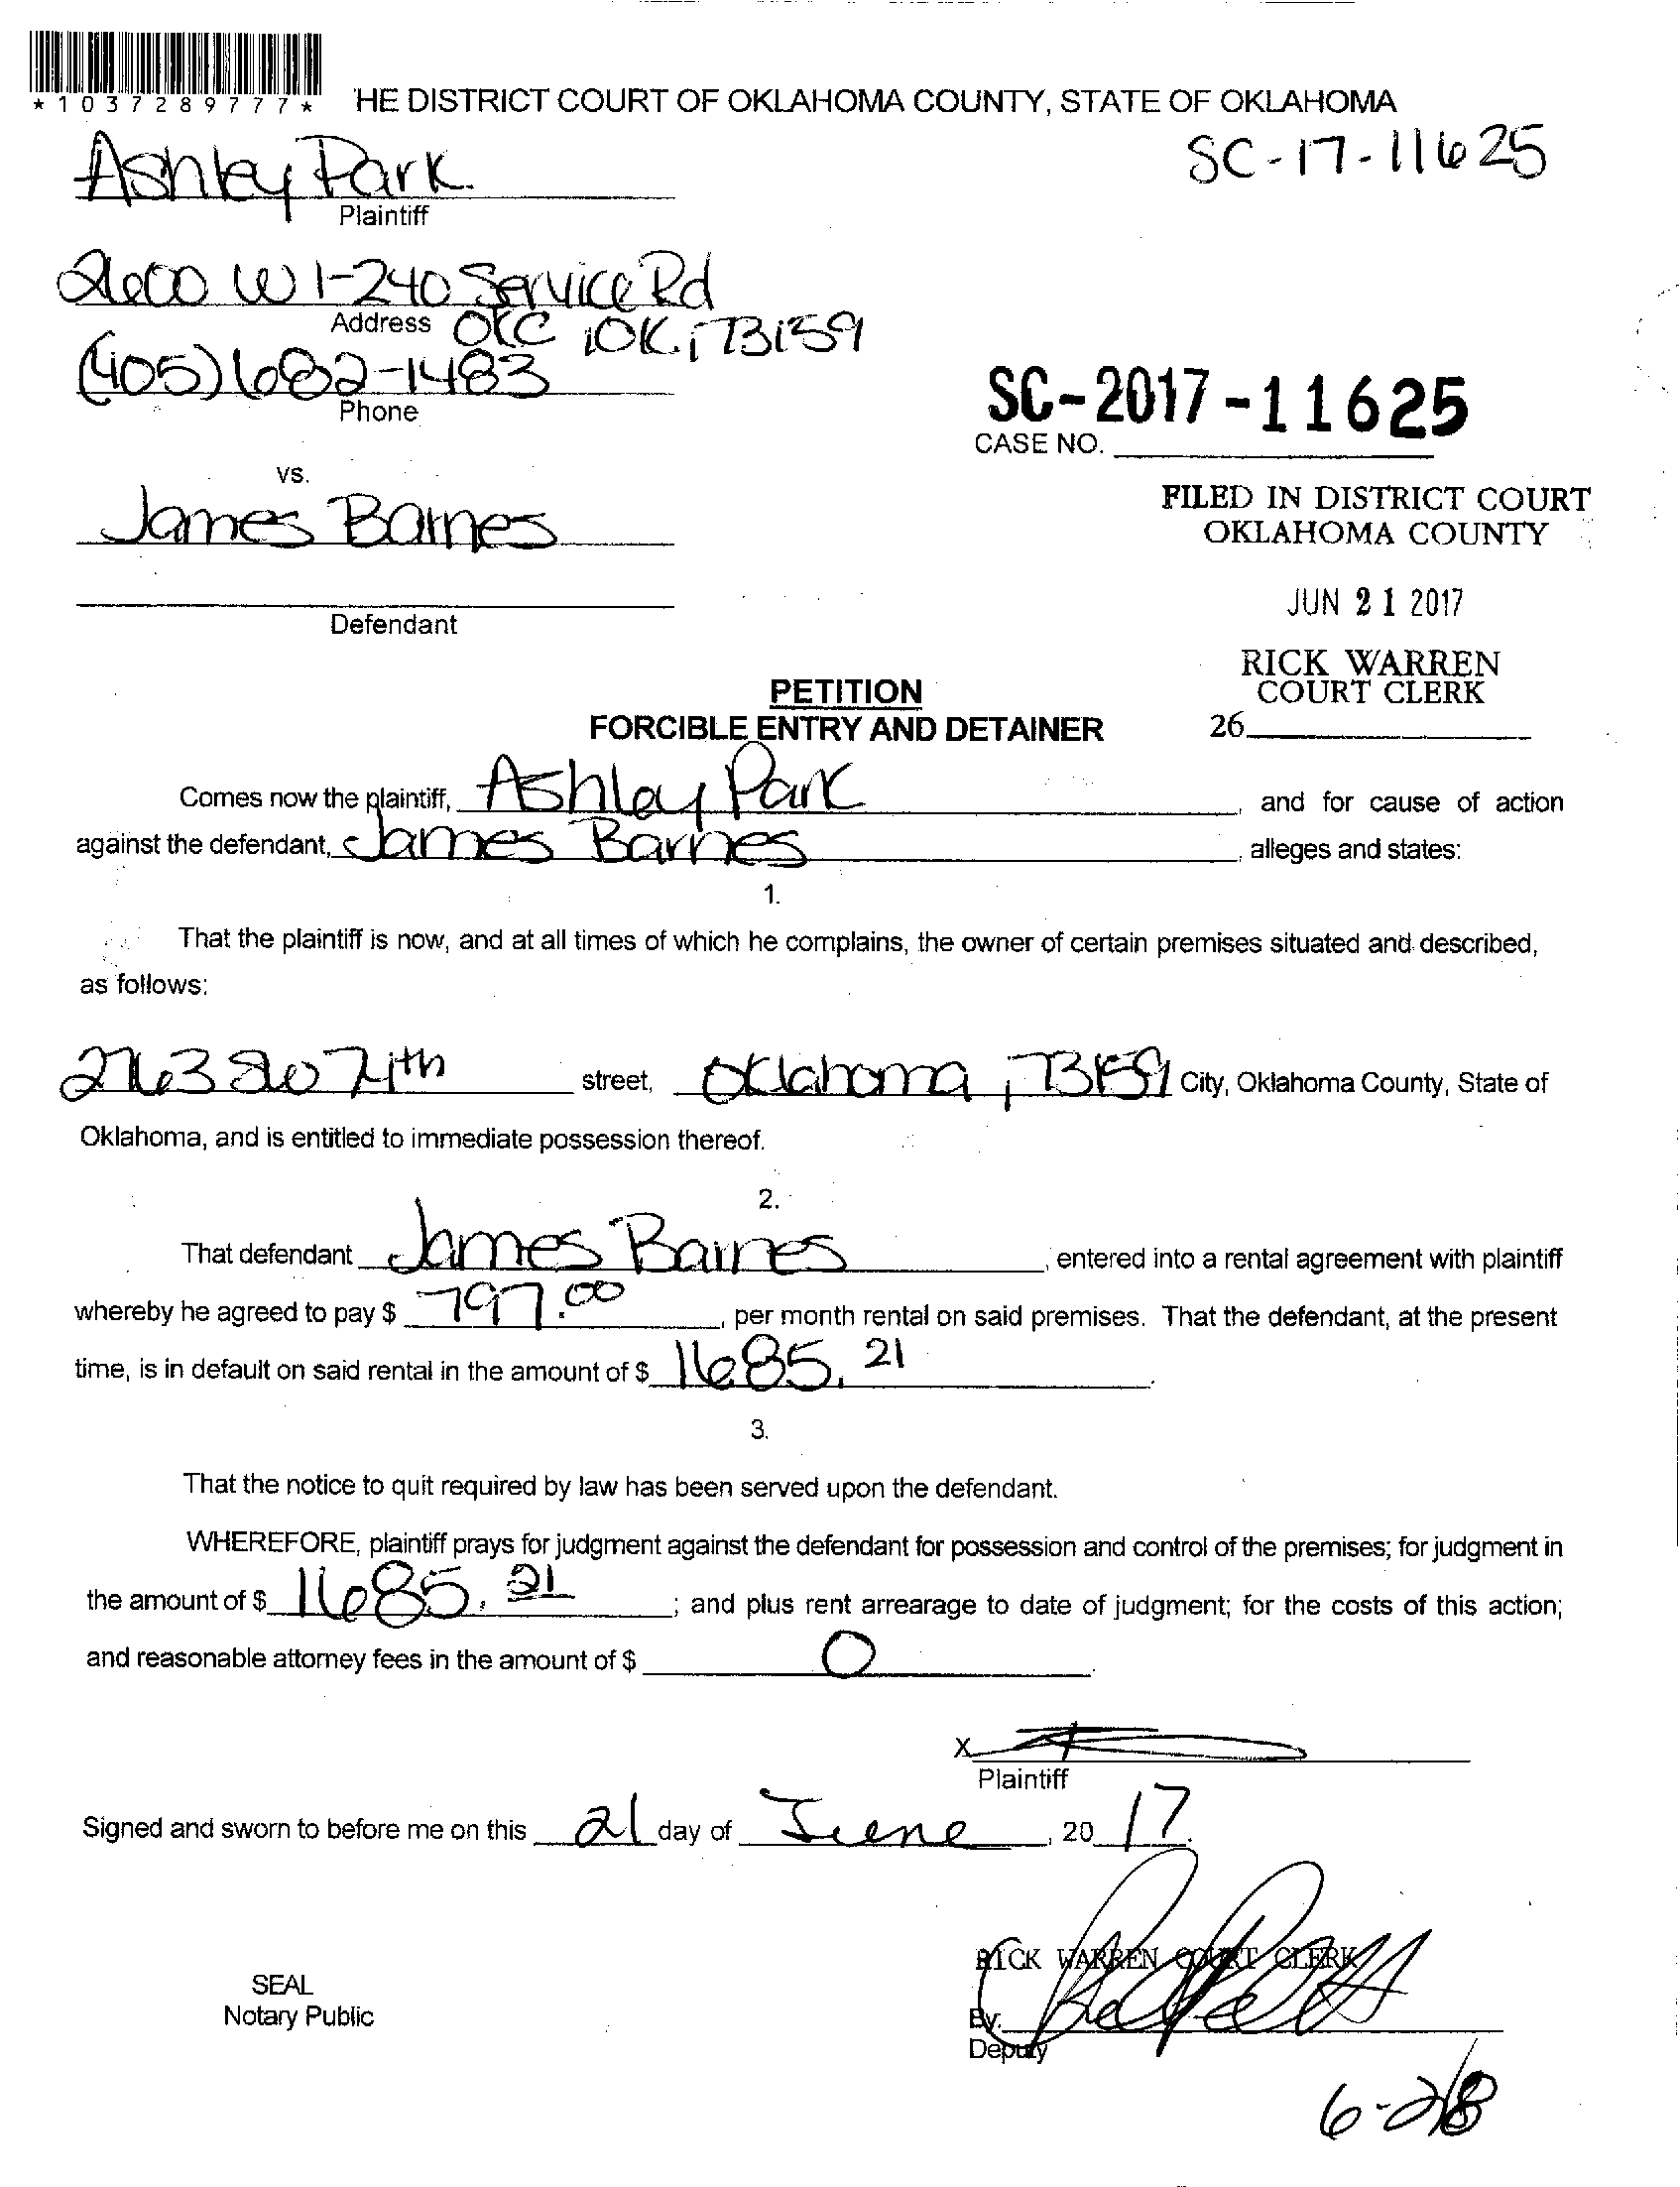 *1037289777*
HE DISTRICT COURT OF OKLAHOMA COUNTY, STATE OF OKLAHOMA
Ashley Park
SC-17-11625
Plaintiff
2600 W I-240 Service Rd
Address OKC, OK, 73159
(405) 682-1483
Phone
SC-2017-11625
CASE NO.
vs.
James Barnes
FILED IN DISTRICT COURT
OKLAHOMA COUNTY
JUN 21 2017
Defendant
RICK WARREN
COURT CLERK
26
PETITION
FORCIBLE ENTRY AND DETAINER
Comes now the plaintiff, Ashley Park, and for cause of action
against the defendant, James Barnes, alleges and states:
1.
That the plaintiff is now, and at all times of which he complains, the owner of certain premises situated and described,
as follows:
2763 74th street, Oklahoma, 73159 City, Oklahoma County, State of
Oklahoma, and is entitled to immediate possession thereof.
2.
That defendant James Barnes, entered into a rental agreement with plaintiff
whereby he agreed to pay $ 797.00, per month rental on said premises. That the defendant, at the present
time, is in default on said rental in the amount of $ 1685.21.
3.
That the notice to quit required by law has been served upon the defendant.
WHEREFORE, plaintiff prays for judgment against the defendant for possession and control of the premises; for judgment in
the amount of $ 1685.21; and plus rent arrearage to date of judgment; for the costs of this action;
and reasonable attorney fees in the amount of $ 0.
X
Plaintiff
Signed and sworn to before me on this 21 day of June, 2017.
RICK WARREN COURT CLERK
SEAL
Notary Public
By:
Deputy